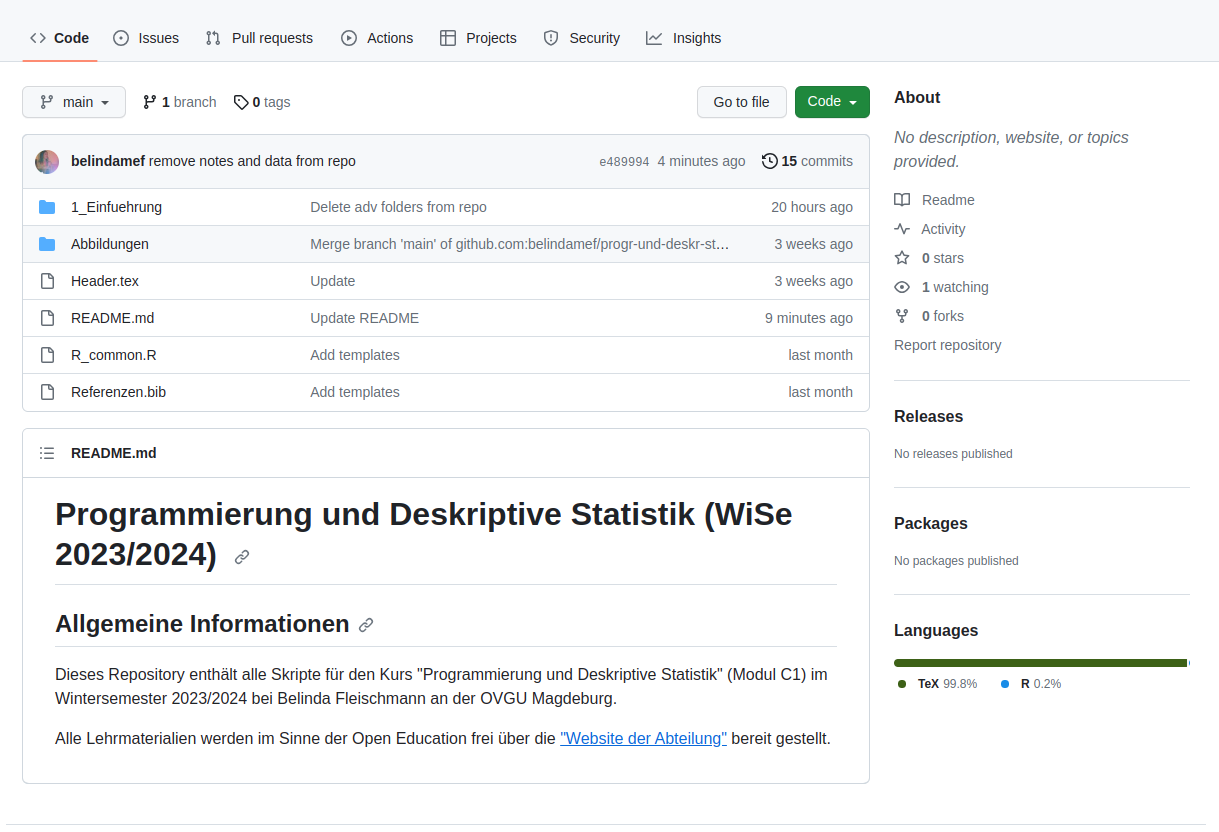 Code Issues Pull requests Actions Projects Security Insights
main 1 branch 0 tags Go to file Code
belindamef remove notes and data from repo e489994 4 minutes ago 15 commits
1_Einfuehrung Delete adv folders from repo 20 hours ago
Abbildungen Merge branch 'main' of github.com:belindamef/progr-und-deskr-st… 3 weeks ago
Header.tex Update 3 weeks ago
README.md Update README 9 minutes ago
R_common.R Add templates last month
Referenzen.bib Add templates last month
README.md
Programmierung und Deskriptive Statistik (WiSe
2023/2024)
Allgemeine Informationen
Dieses Repository enthält alle Skripte für den Kurs "Programmierung und Deskriptive Statistik" (Modul C1) im
Wintersemester 2023/2024 bei Belinda Fleischmann an der OVGU Magdeburg.
Alle Lehrmaterialien werden im Sinne der Open Education frei über die "Website der Abteilung" bereit gestellt.
About
No description, website, or topics
provided.
Readme
Activity
0 stars
1 watching
0 forks
Report repository
Releases
No releases published
Packages
No packages published
Languages
TeX 99.8% R 0.2%